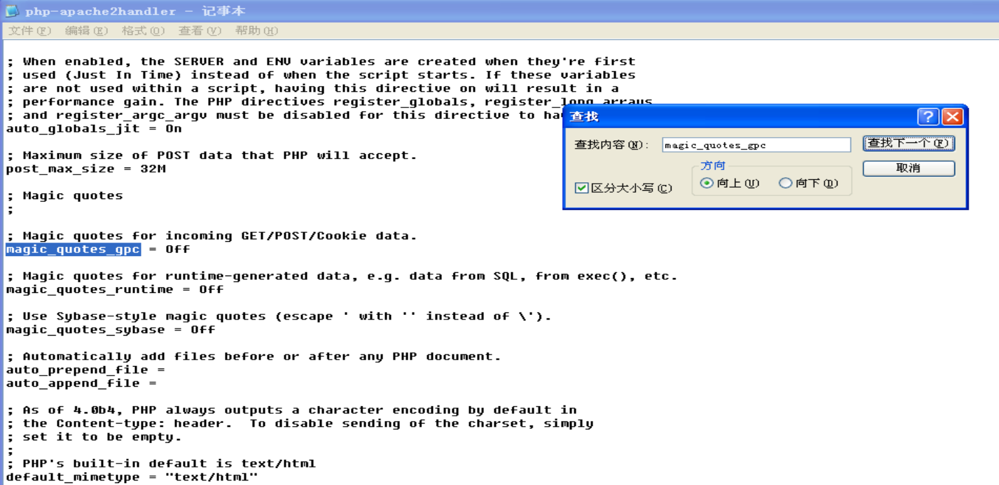 php-apache2handler - 记事本
文件(F) 编辑(E) 格式(O) 查看(V) 帮助(H)
; When enabled, the SERVER and ENV variables are created when they're first
; used (Just In Time) instead of when the script starts. If these variables
; are not used within a script, having this directive on will result in a
; performance gain. The PHP directives register_globals, register_long_arrays
; and register_argc_argv must be disabled for this directive to ha
auto_globals_jit = On
; Maximum size of POST data that PHP will accept.
post_max_size = 32M
; Magic quotes
;
; Magic quotes for incoming GET/POST/Cookie data.
magic_quotes_gpc = Off
; Magic quotes for runtime-generated data, e.g. data from SQL, from exec(), etc.
magic_quotes_runtime = Off
; Use Sybase-style magic quotes (escape ' with '' instead of \').
magic_quotes_sybase = Off
; Automatically add files before or after any PHP document.
auto_prepend_file =
auto_append_file =
; As of 4.0b4, PHP always outputs a character encoding by default in
; the Content-type: header.  To disable sending of the charset, simply
; set it to be empty.
;
; PHP's built-in default is text/html
default_mimetype = "text/html"
查找
查找内容(N): magic_quotes_gpc 查找下一个(F)
方向 取消
区分大小写(C) 向上(U) 向下(D)